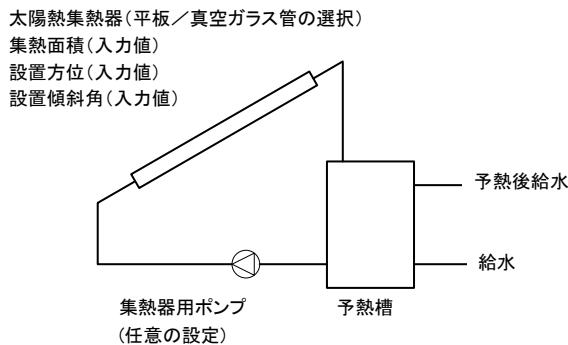 太陽熱集熱器(平板／真空ガラス管の選択)
集熱面積(入力値)
設置方位(入力値)
設置傾斜角(入力値)
予熱後給水
給水
集熱器用ポンプ
(任意の設定)
予熱槽